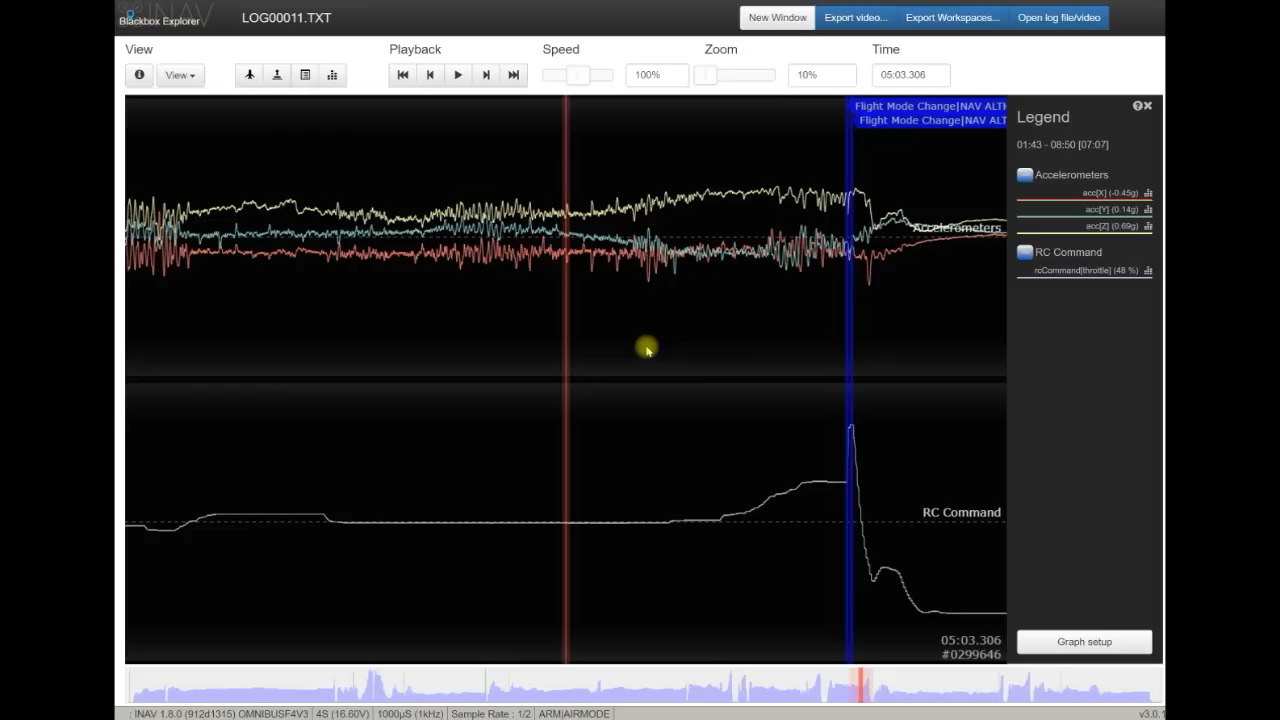 INAV
Blackbox Explorer
LOG00011.TXT
New Window
Export video...
Export Workspaces...
Open log file/video
View
Playback
Speed
Zoom
Time
View
100%
10%
05:03.306
Flight Mode Change|NAV ALTH
Flight Mode Change|NAV ALT
Legend
01:43 - 08:50 [07:07]
Accelerometers
acc[X] (-0.45g)
acc[Y] (0.14g)
acc[Z] (0.69g)
RC Command
rcCommand[throttle] (48 %)
Accelerometers
RC Command
05:03.306
#0299646
Graph setup
: INAV 1.8.0 (912d1315) OMNIBUSF4V3
4S (16.60V)
1000µS (1kHz)
Sample Rate : 1/2
ARM|AIRMODE
v3.0.